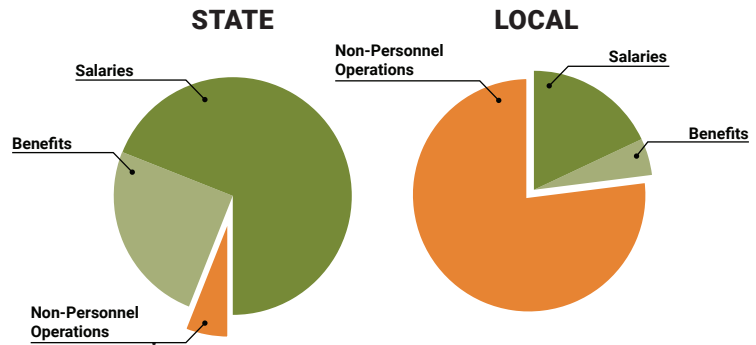 STATE
Salaries
Benefits
Non-Personnel
Operations
LOCAL
Non-Personnel
Operations
Salaries
Benefits